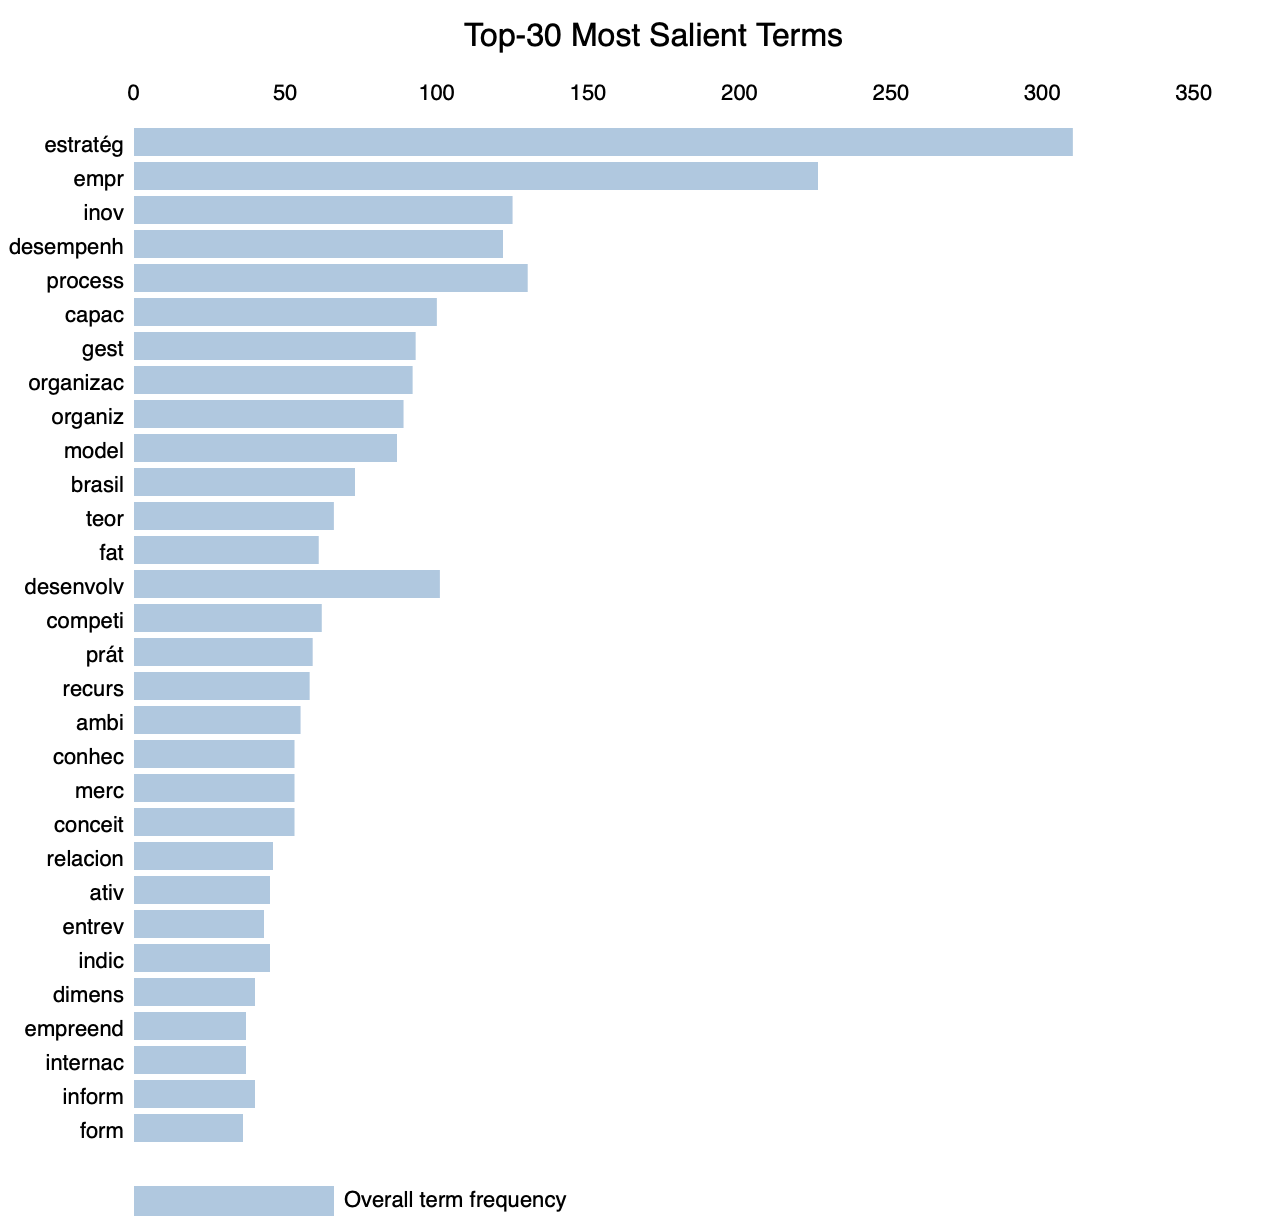 Top-30 Most Salient Terms
0 50 100 150 200 250 300 350
estratég
empr
inov
desempenh
process
capac
gest
organizac
organiz
model
brasil
teor
fat
desenvolv
competi
prát
recurs
ambi
conhec
merc
conceit
relacion
ativ
entrev
indic
dimens
empreend
internac
inform
form
Overall term frequency